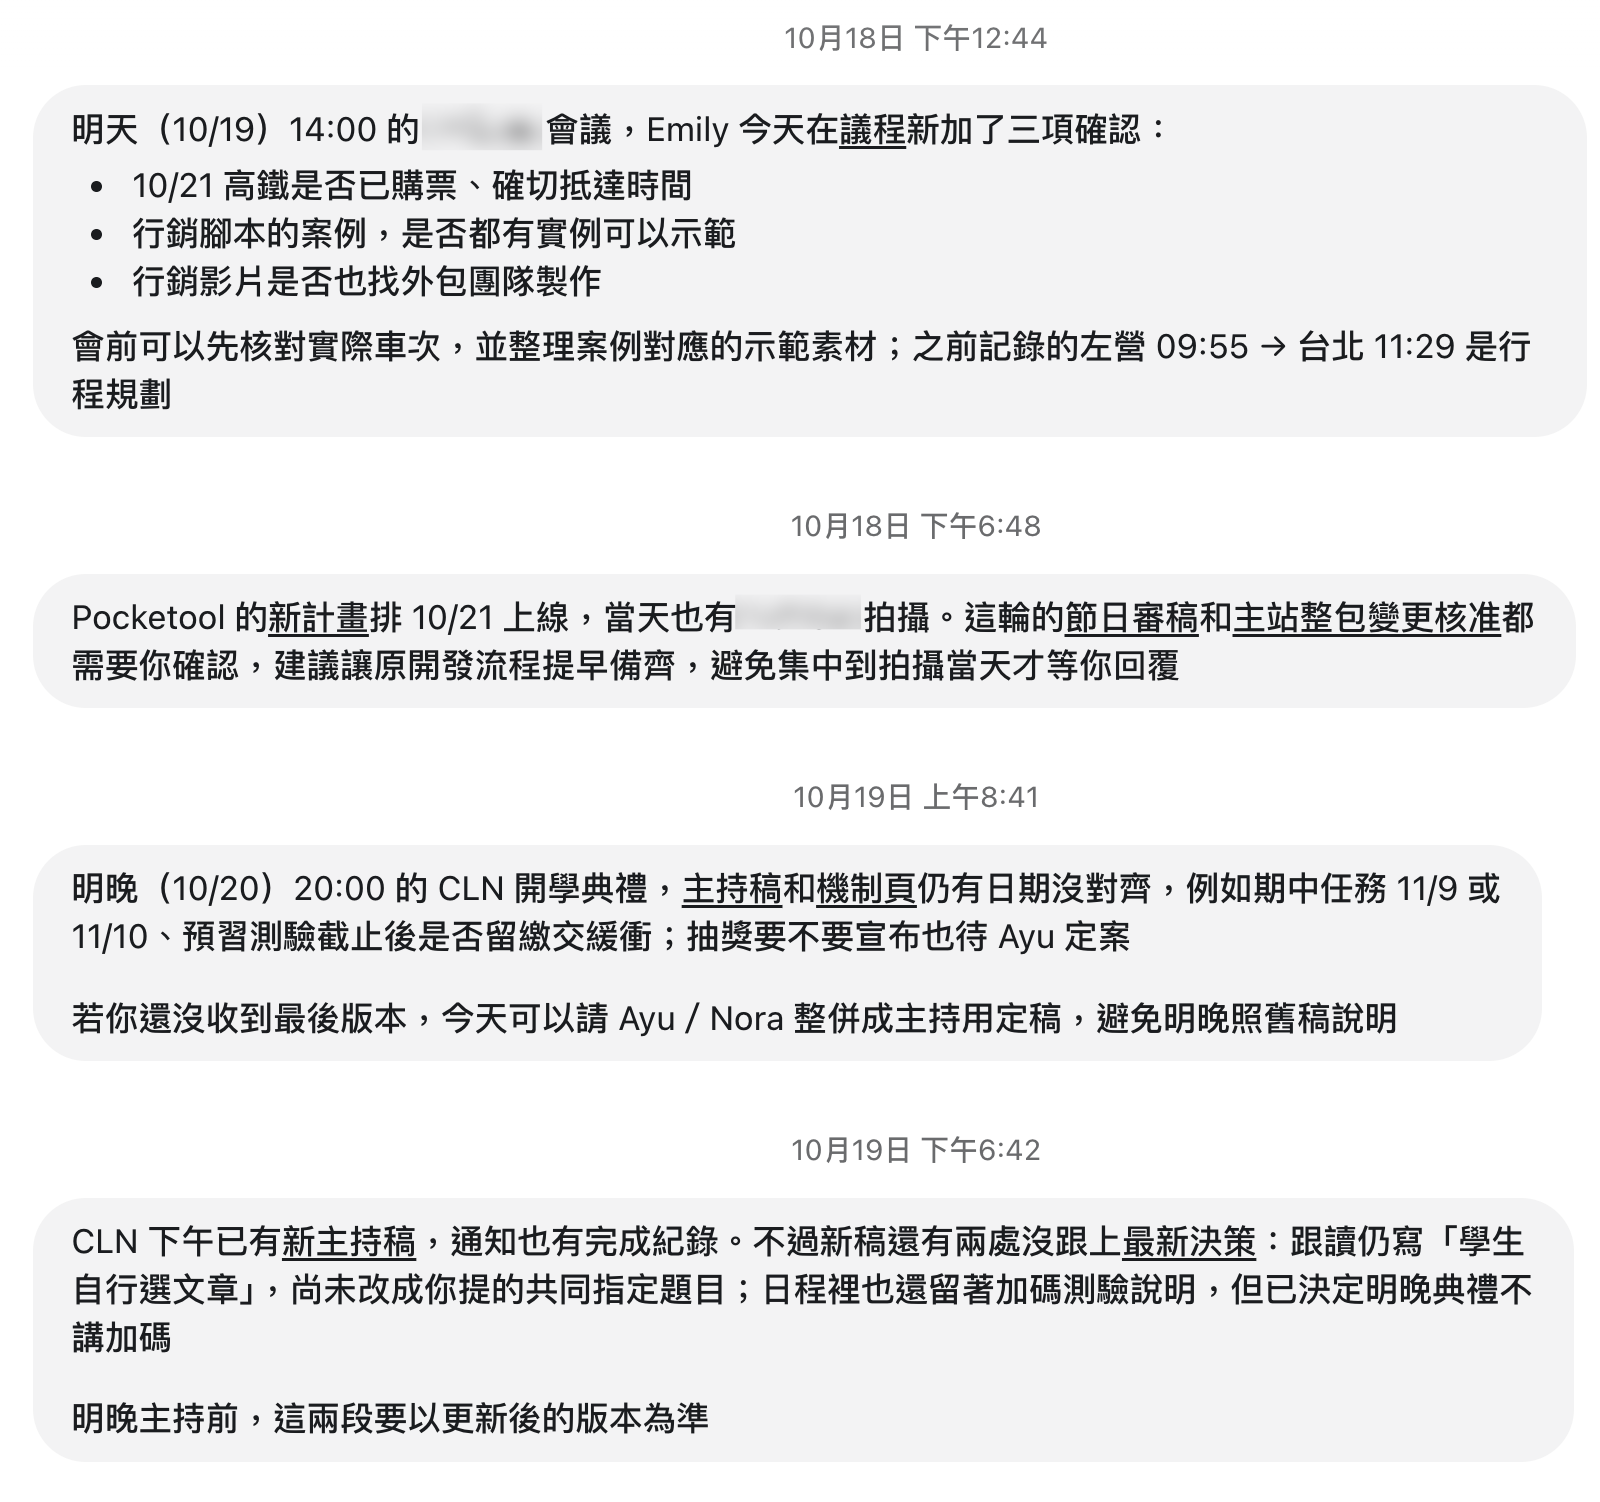 10月18日 下午12:44
明天（10/19）14:00 的會議，Emily 今天在議程新加了三項確認：
• 10/21 高鐵是否已購票、確切抵達時間
• 行銷腳本的案例，是否都有實例可以示範
• 行銷影片是否也找外包團隊製作
會前可以先核對實際車次，並整理案例對應的示範素材；之前記錄的左營 09:55 → 台北 11:29 是行
程規劃
10月18日 下午6:48
Pocketool 的新計畫排 10/21 上線，當天也有拍攝。這輪的節日審稿和主站整包變更核准都
需要你確認，建議讓原開發流程提早備齊，避免集中到拍攝當天才等你回覆
10月19日 上午8:41
明晚（10/20）20:00 的 CLN 開學典禮，主持稿和機制頁仍有日期沒對齊，例如期中任務 11/9 或
11/10、預習測驗截止後是否留繳交緩衝；抽獎要不要宣布也待 Ayu 定案
若你還沒收到最後版本，今天可以請 Ayu / Nora 整併成主持用定稿，避免明晚照舊稿說明
10月19日 下午6:42
CLN 下午已有新主持稿，通知也有完成紀錄。不過新稿還有兩處沒跟上最新決策：跟讀仍寫「學生
自行選文章」，尚未改成你提的共同指定題目；日程裡也還留著加碼測驗說明，但已決定明晚典禮不
講加碼
明晚主持前，這兩段要以更新後的版本為準